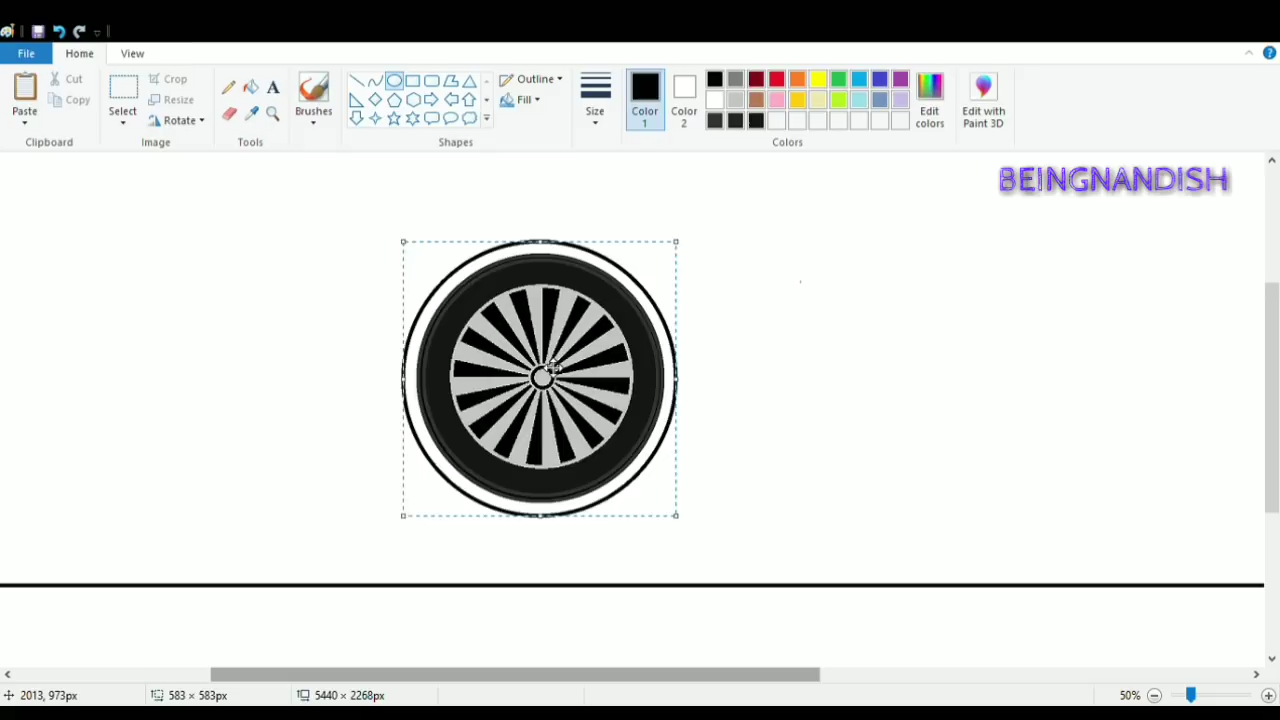 File Home View
Paste
Cut
Copy
Clipboard
Select
Crop
Resize
Rotate
Image
A
Tools
Brushes
Outline
Fill
Shapes
Size
Color
1
Color
2
Edit
colors
Colors
Edit with
Paint 3D
BEINGNANDISH
2013, 973px 583 × 583px 5440 × 2268px 50%